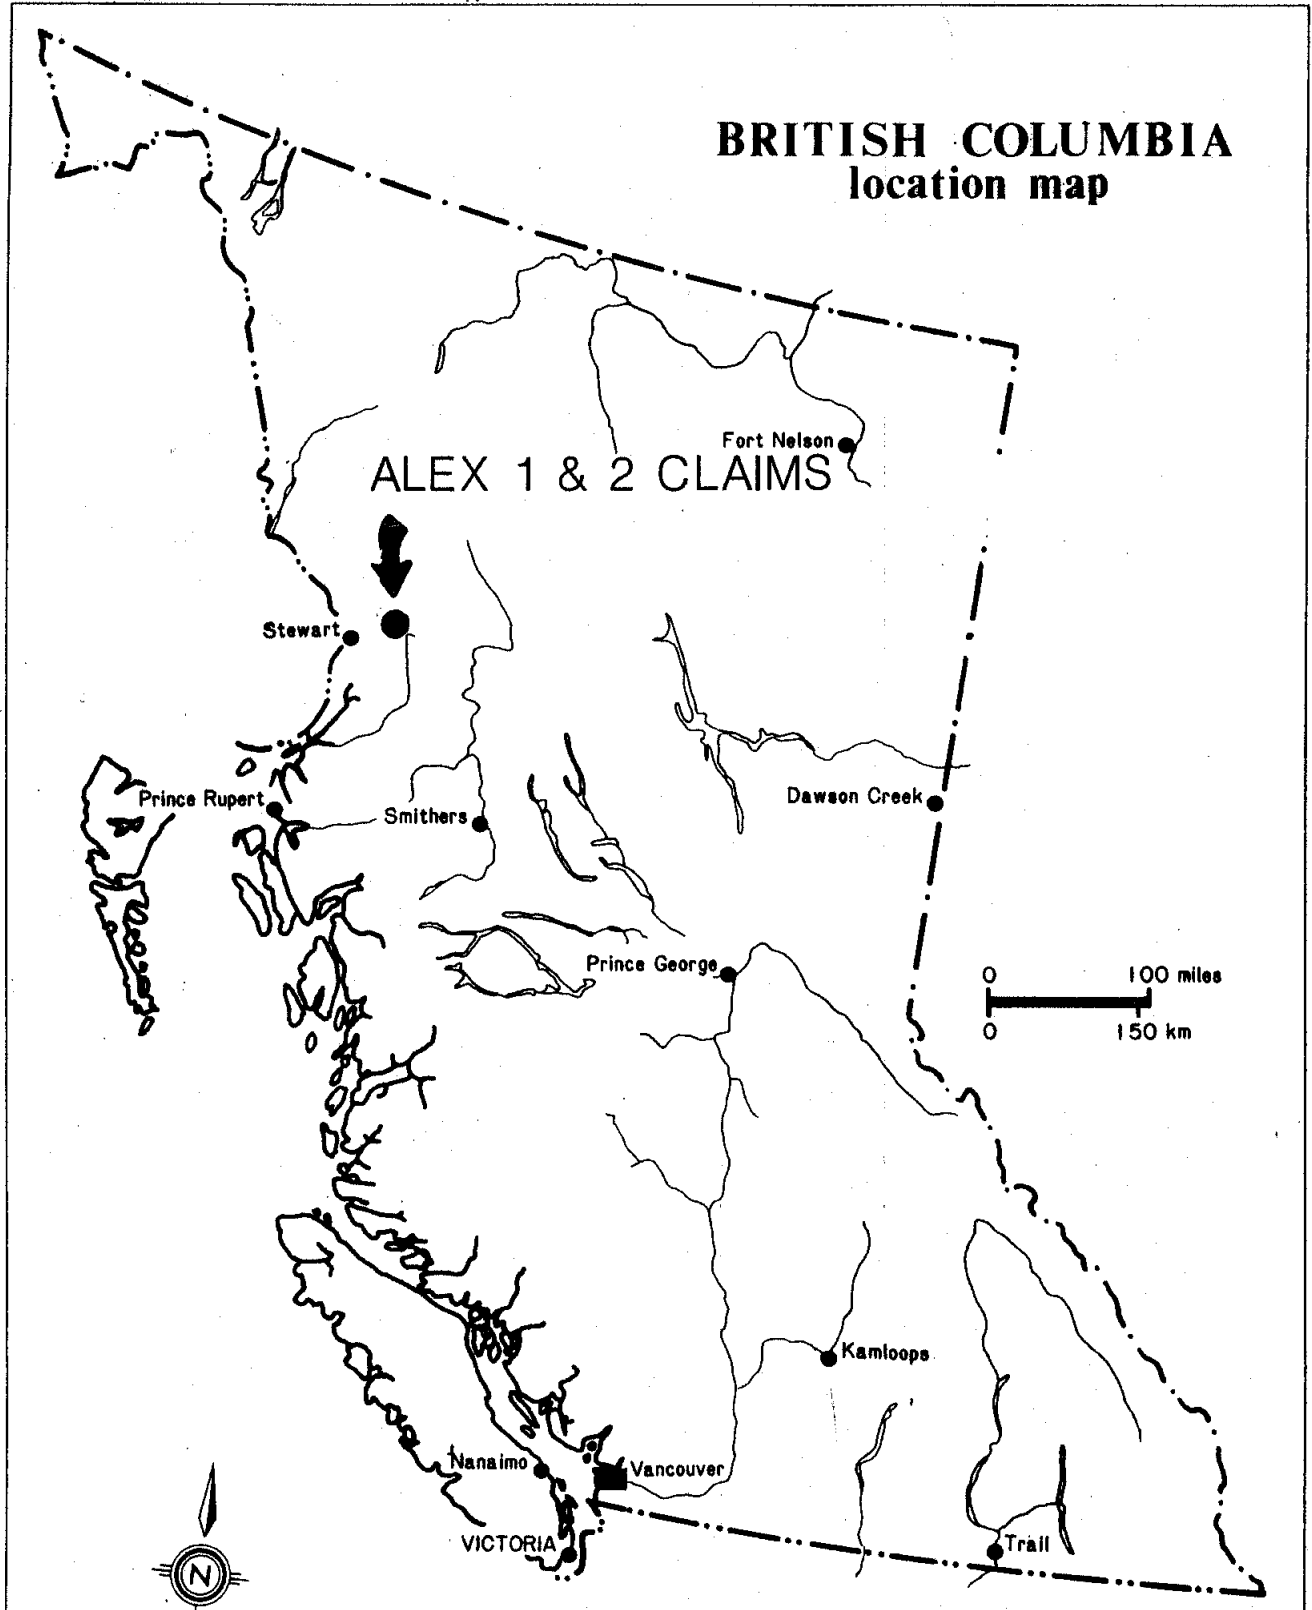 BRITISH COLUMBIA
location map
Fort Nelson
ALEX 1 & 2 CLAIMS
Stewart
Prince Rupert
Smithers
Dawson Creek
Prince George
0 100 miles
0 150 km
Kamloops
Nanaimo
Vancouver
VICTORIA
Trail
N